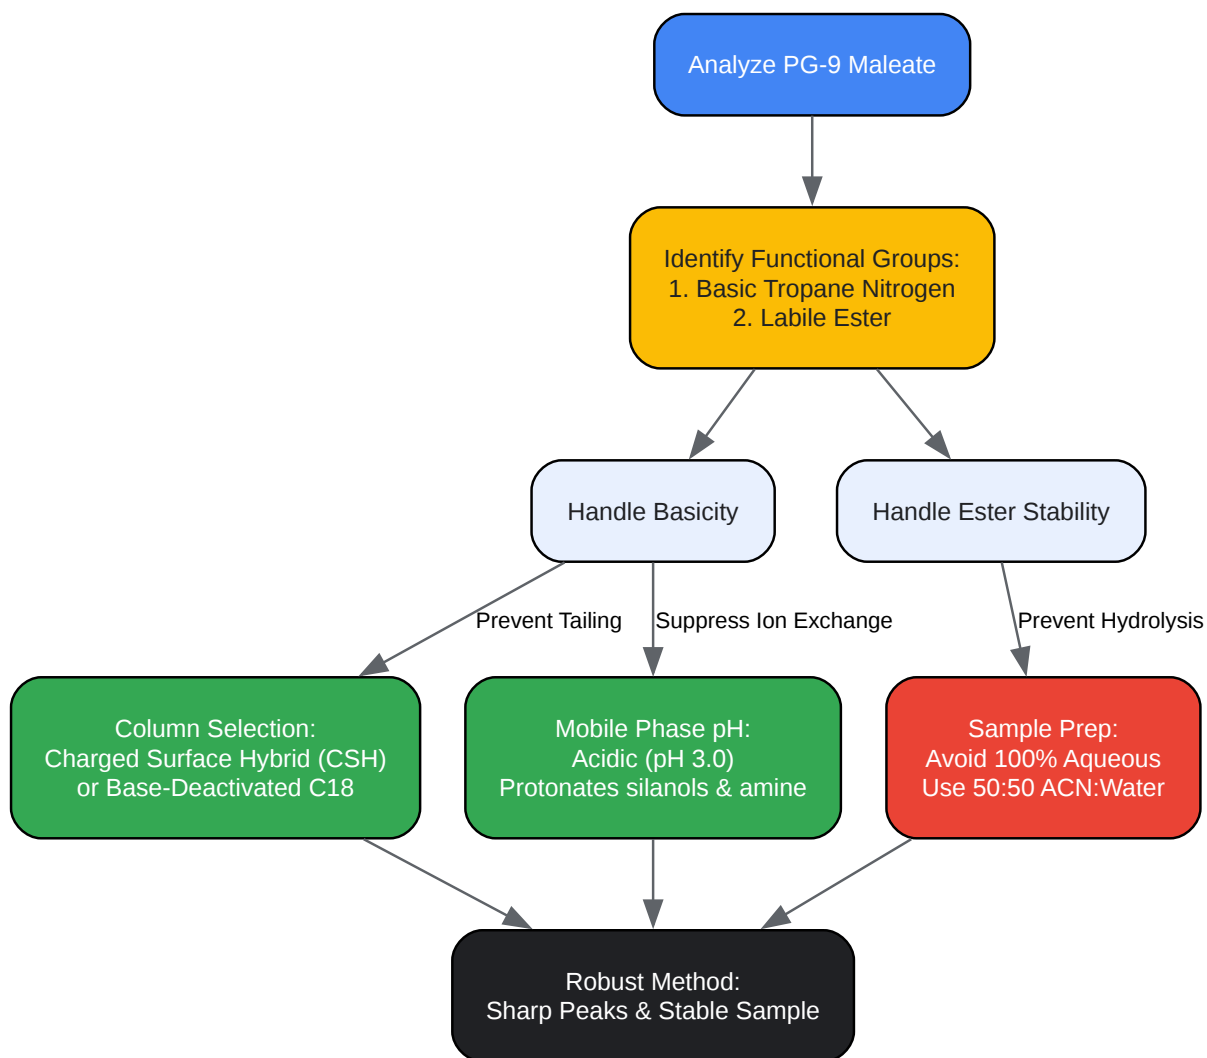 Analyze PG-9 Maleate
Identify Functional Groups:
1. Basic Tropane Nitrogen
2. Labile Ester
Handle Basicity
Handle Ester Stability
Prevent Tailing
Suppress Ion Exchange
Prevent Hydrolysis
Column Selection:
Charged Surface Hybrid (CSH)
or Base-Deactivated C18
Mobile Phase pH:
Acidic (pH 3.0)
Protonates silanols & amine
Sample Prep:
Avoid 100% Aqueous
Use 50:50 ACN:Water
Robust Method:
Sharp Peaks & Stable Sample